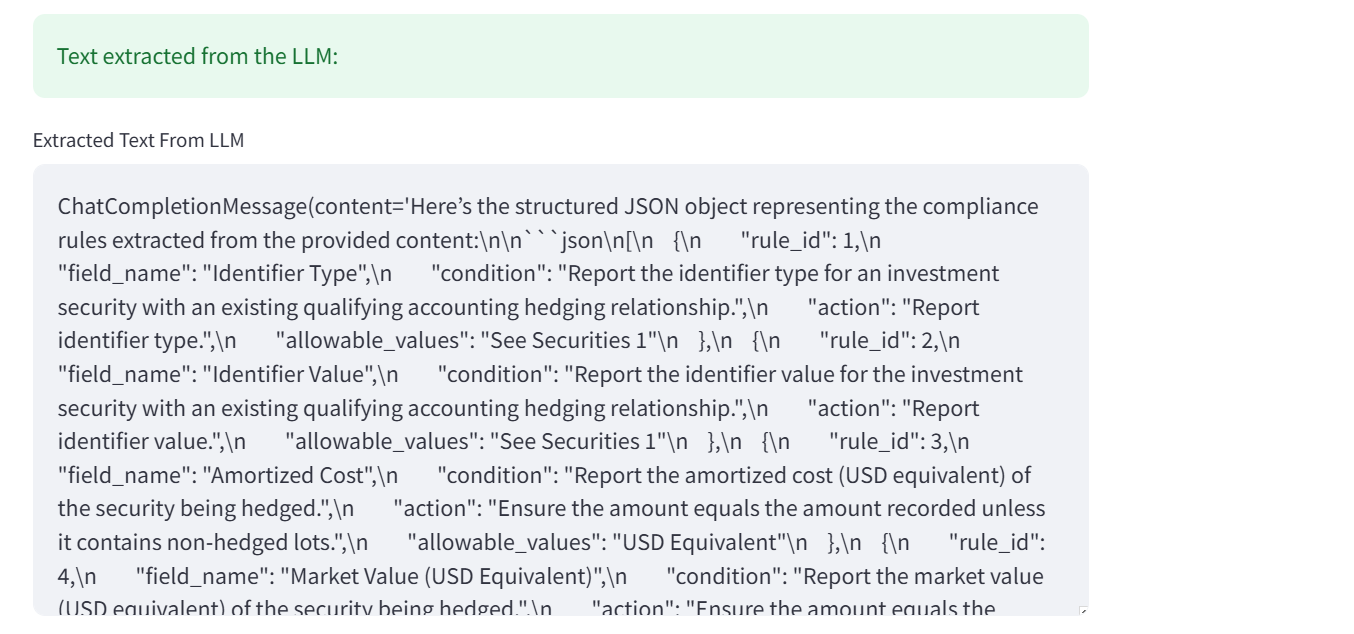 Text extracted from the LLM:
Extracted Text From LLM
ChatCompletionMessage(content='Here’s the structured JSON object representing the compliance
rules extracted from the provided content:\n\n```json\n[\n   {\n       "rule_id": 1,\n
"field_name": "Identifier Type",\n       "condition": "Report the identifier type for an investment
security with an existing qualifying accounting hedging relationship.",\n       "action": "Report
identifier type.",\n       "allowable_values": "See Securities 1"\n   },\n   {\n       "rule_id": 2,\n
"field_name": "Identifier Value",\n       "condition": "Report the identifier value for the investment
security with an existing qualifying accounting hedging relationship.",\n       "action": "Report
identifier value.",\n       "allowable_values": "See Securities 1"\n   },\n   {\n       "rule_id": 3,\n
"field_name": "Amortized Cost",\n       "condition": "Report the amortized cost (USD equivalent) of
the security being hedged.",\n       "action": "Ensure the amount equals the amount recorded unless
it contains non-hedged lots.",\n       "allowable_values": "USD Equivalent"\n   },\n   {\n       "rule_id":
4,\n       "field_name": "Market Value (USD Equivalent)",\n       "condition": "Report the market value
(USD equivalent) of the security being hedged.",\n       "action": "Ensure the amount equals the